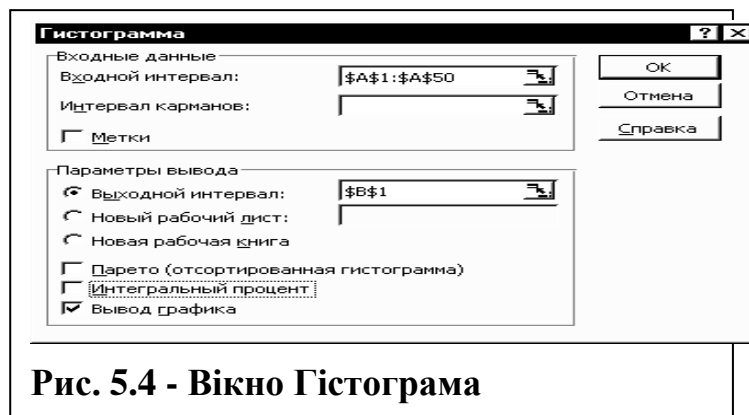 Гистограмма
Входные данные
Входной интервал: $A$1:$A$50
Интервал карманов:
Метки
OK
Отмена
Справка
Параметры вывода
Выходной интервал: $B$1
Новый рабочий лист:
Новая рабочая книга
Парето (отсортированная гистограмма)
Интегральный процент
Вывод графика
Рис. 5.4 - Вікно Гістограма